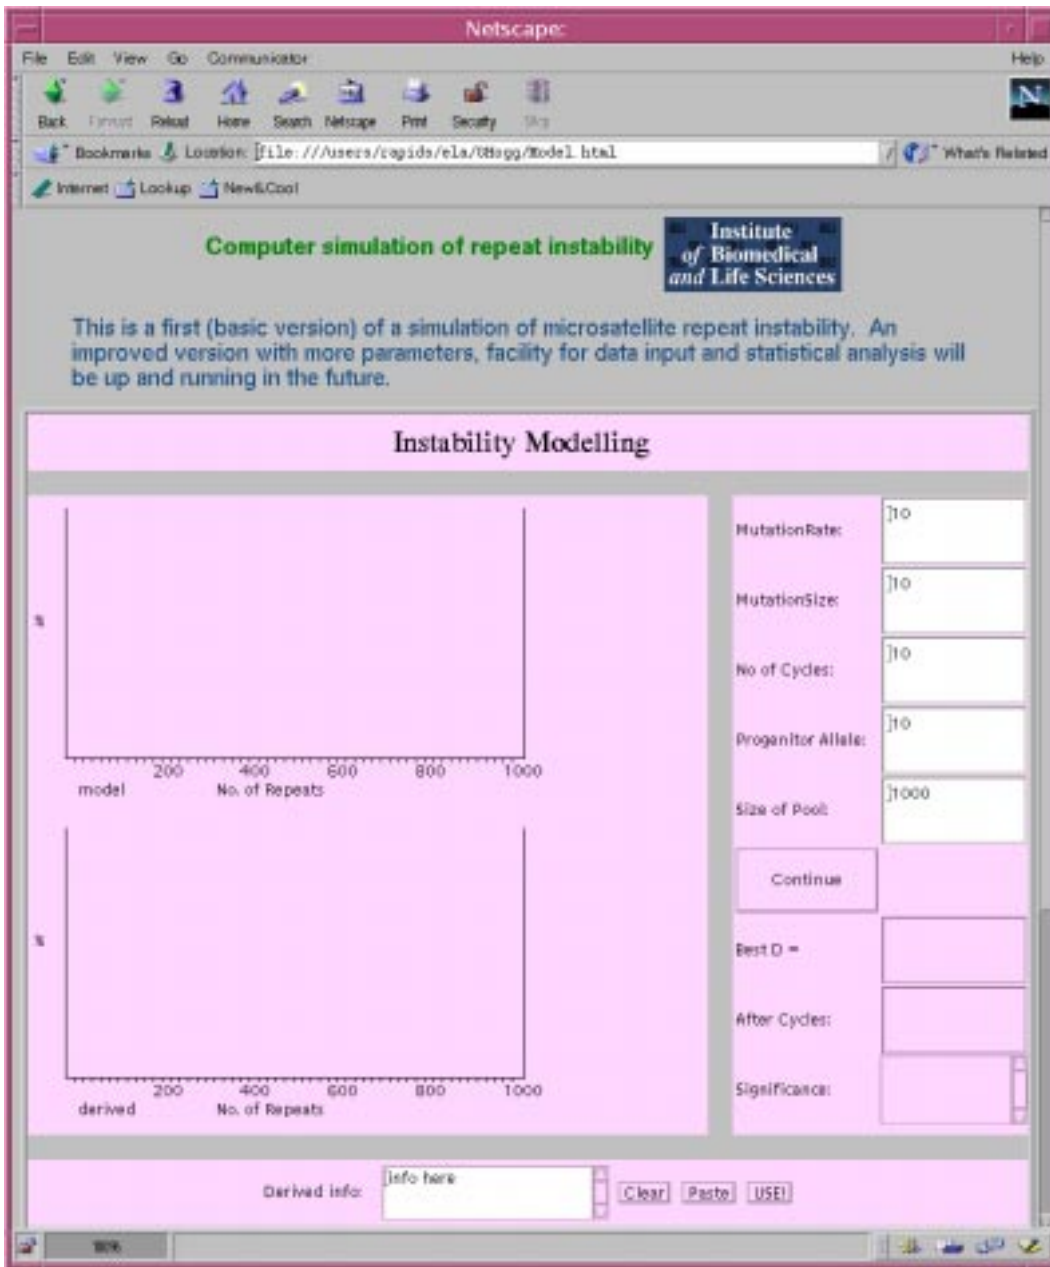 Netscape:
File Edit View Go Communicator Help
Back Forward Reload Home Search Netscape Print Security Stop
Bookmarks Location: file:///users/rapids/ela/UHogg/Model.html What's Related
Internet Lookup New&Cool
Computer simulation of repeat instability
Institute
of Biomedical
and Life Sciences
This is a first (basic version) of a simulation of microsatellite repeat instability. An
improved version with more parameters, facility for data input and statistical analysis will
be up and running in the future.
Instability Modelling
%
200 400 600 800 1000
model No. of Repeats
%
200 400 600 800 1000
derived No. of Repeats
MutationRate: 10
MutationSize: 10
No of Cycles: 10
Progenitor Allele: 10
Size of Pool: 1000
Continue
Best D =
After Cycles:
Significance:
Derived info: info here Clear Paste USE!
100%